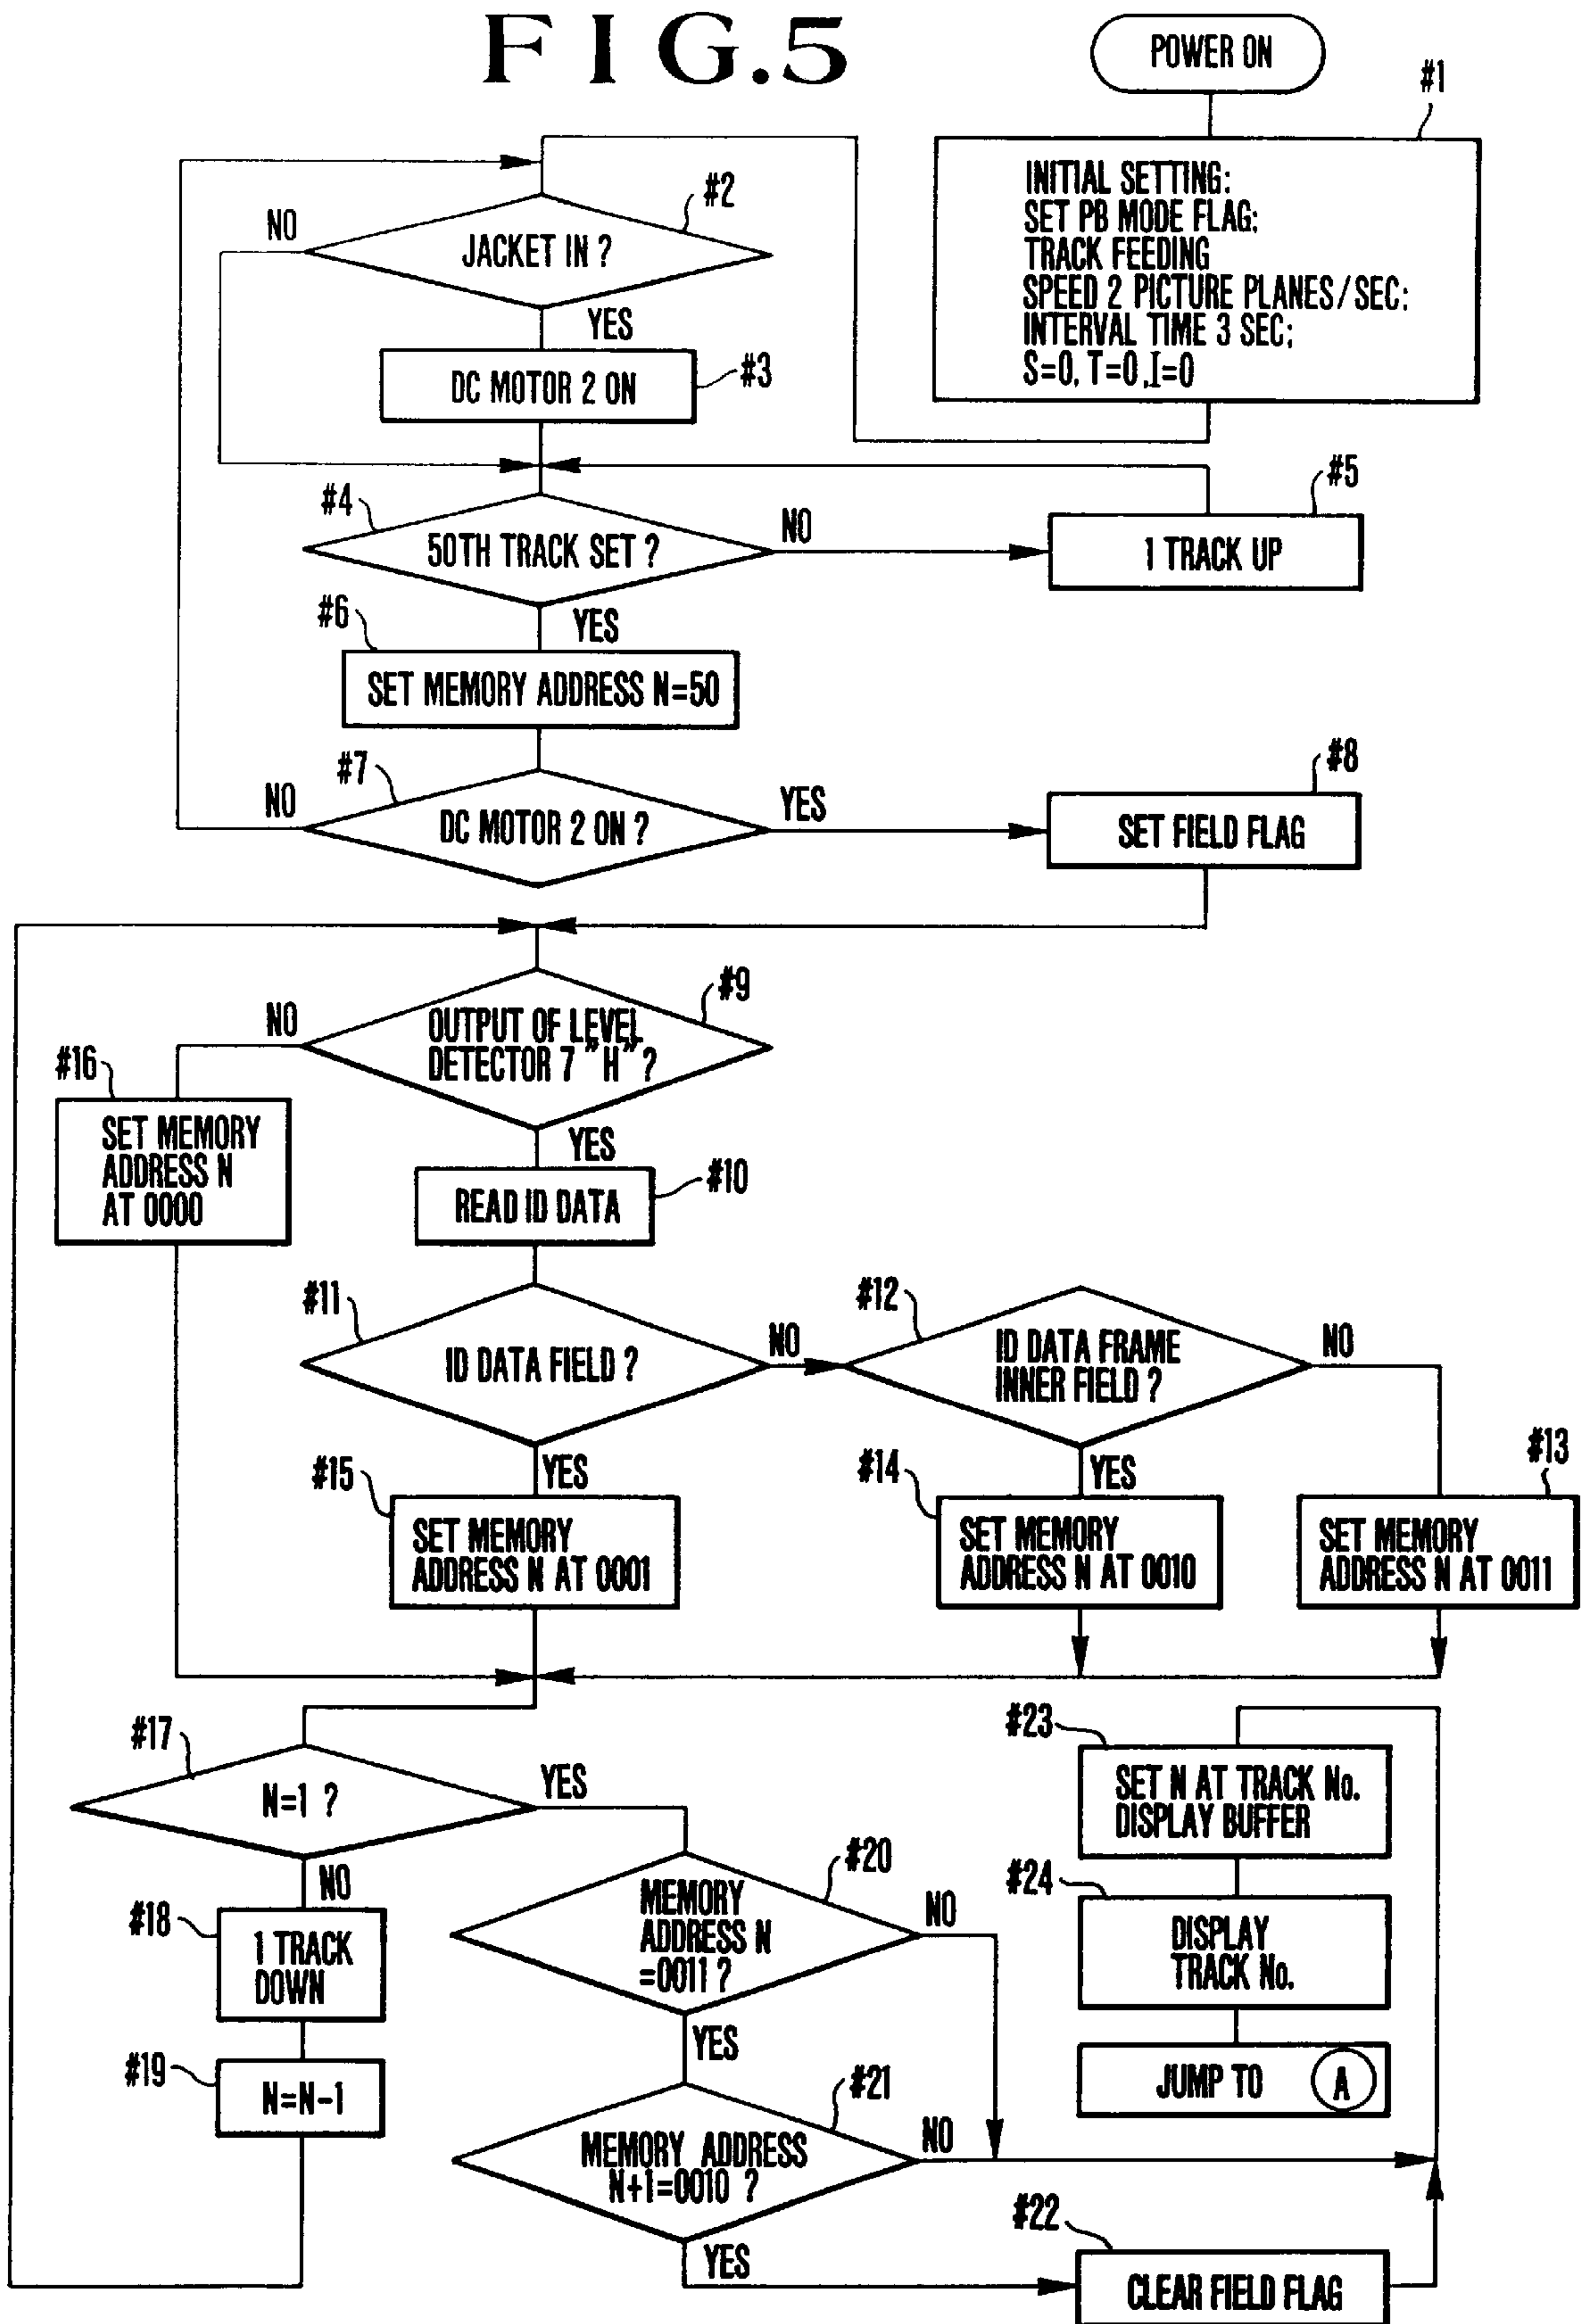 FIG.5
POWER ON
#1
INITIAL SETTING:
SET PB MODE FLAG;
TRACK FEEDING
SPEED 2 PICTURE PLANES/SEC:
INTERVAL TIME 3 SEC;
S=0, T=0, I=0
#2
JACKET IN ?
NO
YES
#3
DC MOTOR 2 ON
#4
50TH TRACK SET ?
NO
YES
#5
1 TRACK UP
#6
SET MEMORY ADDRESS N=50
#7
DC MOTOR 2 ON ?
NO
YES
#8
SET FIELD FLAG
#9
OUTPUT OF LEVEL
DETECTOR 7 "H" ?
NO
YES
#16
SET MEMORY
ADDRESS N
AT 0000
#10
READ ID DATA
#11
ID DATA FIELD ?
NO
YES
#12
ID DATA FRAME
INNER FIELD ?
NO
YES
#15
SET MEMORY
ADDRESS N AT 0001
#14
SET MEMORY
ADDRESS N AT 0010
#13
SET MEMORY
ADDRESS N AT 0011
#17
N=1 ?
YES
NO
#18
1 TRACK
DOWN
#19
N=N-1
#20
MEMORY
ADDRESS N
=0011 ?
NO
YES
#21
MEMORY ADDRESS
N+1=0010 ?
NO
YES
#22
CLEAR FIELD FLAG
#23
SET N AT TRACK No.
DISPLAY BUFFER
#24
DISPLAY
TRACK No.
JUMP TO A